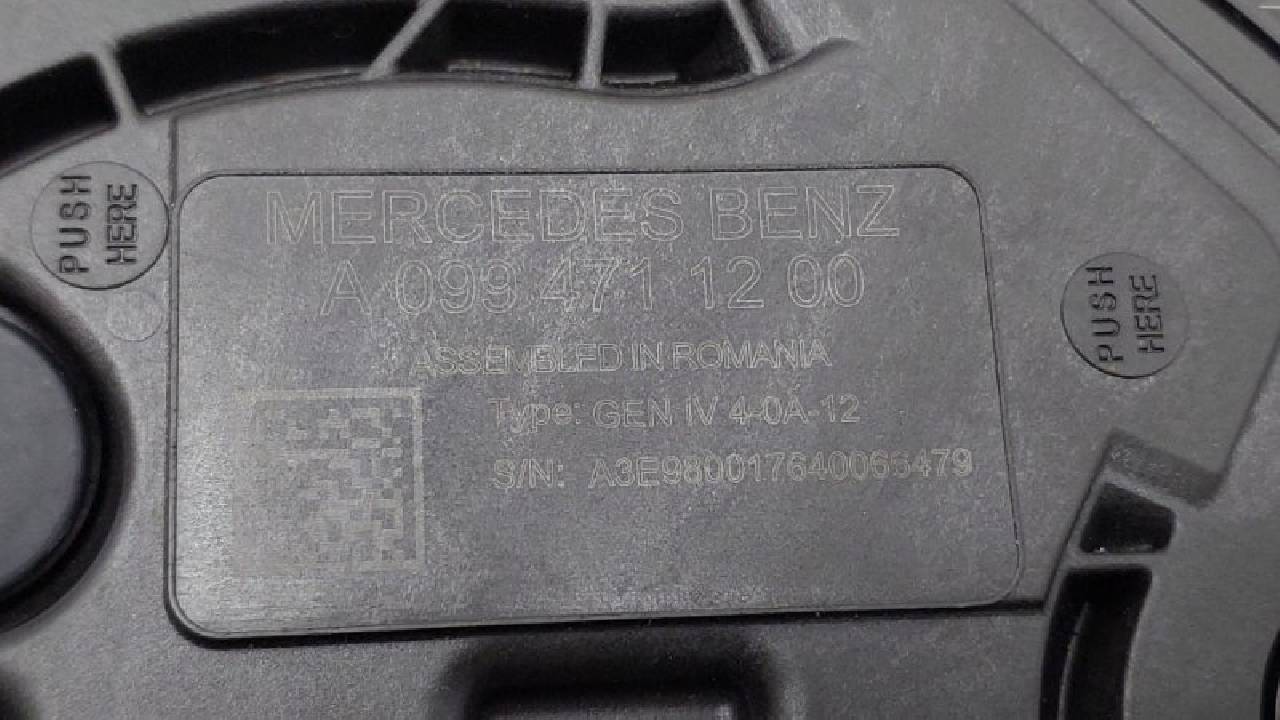 PUSH
HERE
MERCEDES BENZ
A 099 471 12 00
ASSEMBLED IN ROMANIA
Type: GEN IV 4-0A-12
S/N: A3E980017640065479
PUSH
HERE